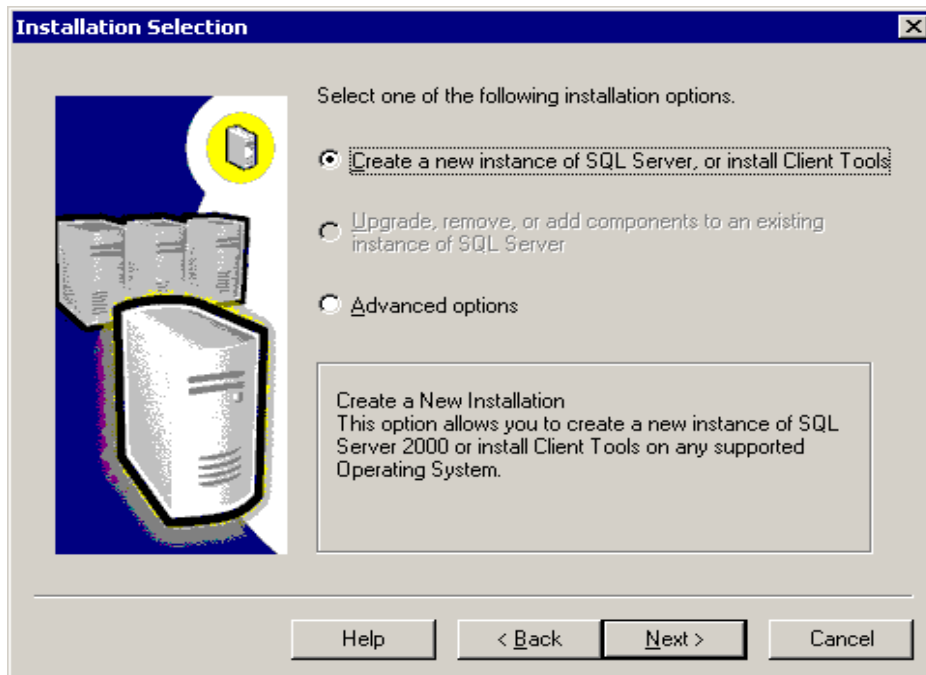 Installation Selection
Select one of the following installation options.
Create a new instance of SQL Server, or install Client Tools
Upgrade, remove, or add components to an existing
instance of SQL Server
Advanced options
Create a New Installation
This option allows you to create a new instance of SQL
Server 2000 or install Client Tools on any supported
Operating System.
Help
< Back
Next >
Cancel